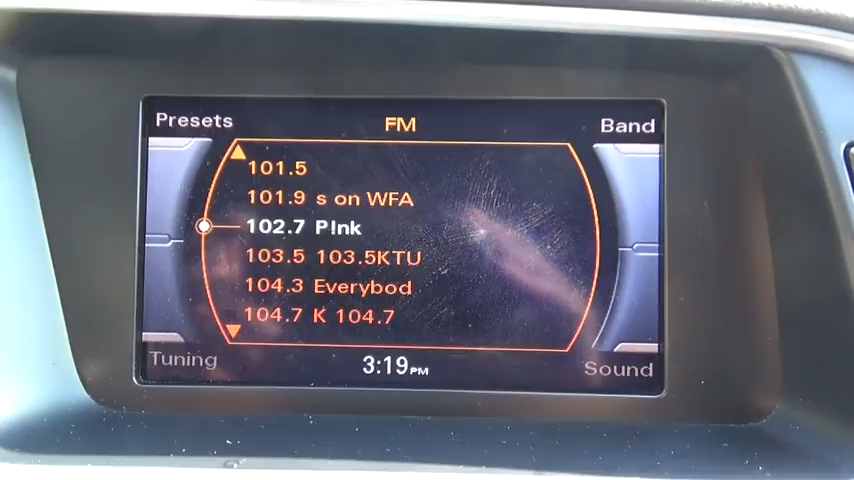 Presets FM Band
101.5
101.9 s on WFA
102.7 P!nk
103.5 103.5KTU
104.3 Everybod
104.7 K 104.7
Tuning 3:19PM Sound